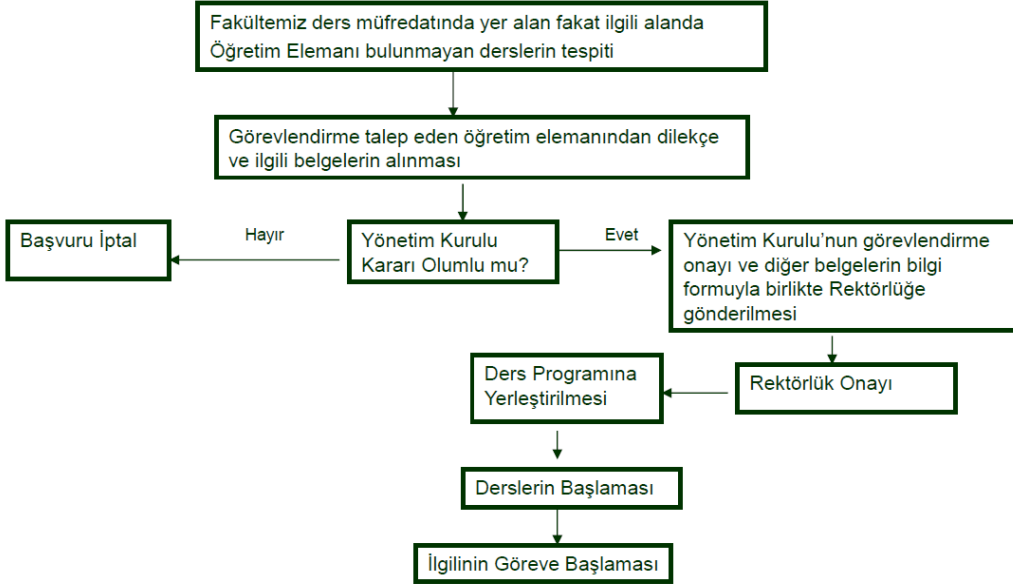 Fakültemiz ders müfredatında yer alan fakat ilgili alanda
Öğretim Elemanı bulunmayan derslerin tespiti
Görevlendirme talep eden öğretim elemanından dilekçe
ve ilgili belgelerin alınması
Başvuru İptal
Hayır
Yönetim Kurulu
Kararı Olumlu mu?
Evet
Yönetim Kurulu’nun görevlendirme
onayı ve diğer belgelerin bilgi
formuyla birlikte Rektörlüğe
gönderilmesi
Rektörlük Onayı
Ders Programına
Yerleştirilmesi
Derslerin Başlaması
İlgilinin Göreve Başlaması